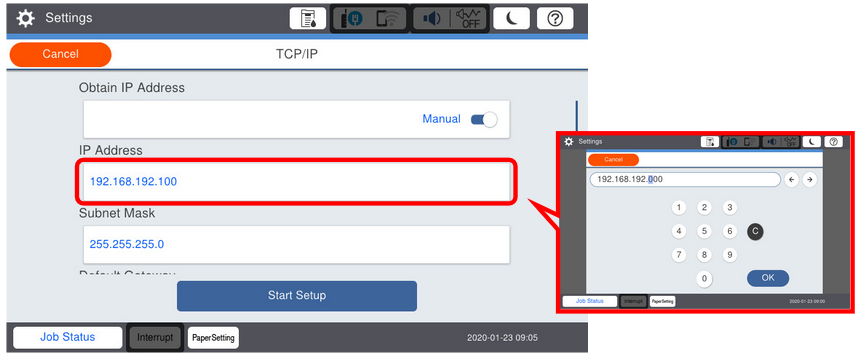 Settings
OFF
Cancel
TCP/IP
Obtain IP Address
Manual
IP Address
192.168.192.100
Subnet Mask
255.255.255.0
Default Gateway
Start Setup
Job Status
Interrupt
PaperSetting
2020-01-23 09:05
Settings
OFF
Cancel
192.168.192.000
1 2 3
4 5 6 C
7 8 9
0 OK
Job Status
Interrupt
PaperSetting
2020-01-23 09:00